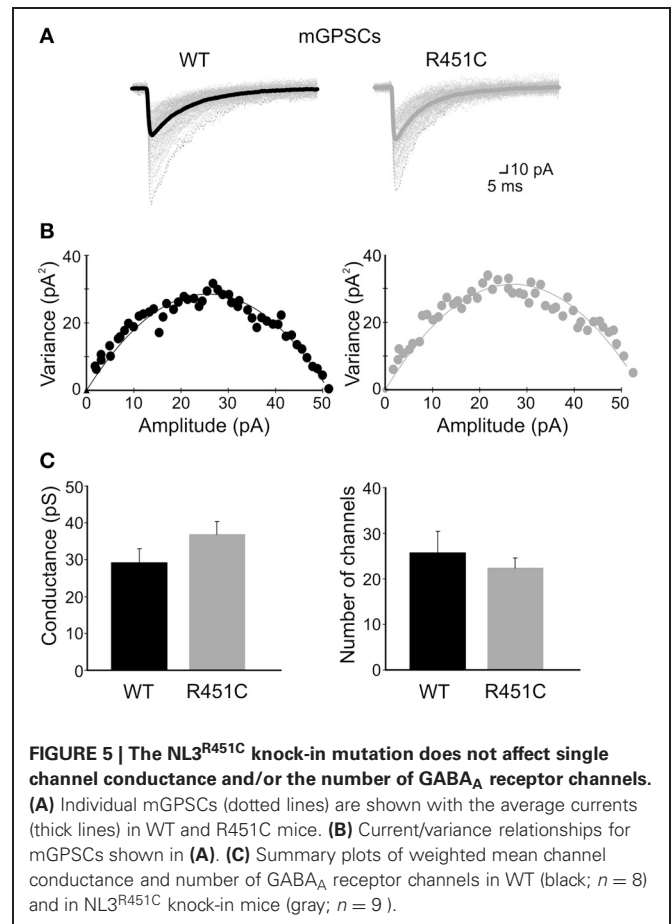 A
mGPSCs
WT R451C
10 pA
5 ms
B
40
20
0
Variance (pA²)
0 10 20 30 40 50
Amplitude (pA)
40
20
0
Variance (pA²)
0 10 20 30 40 50
Amplitude (pA)
C
50
40
30
20
10
0
Conductance (pS)
WT R451C
40
30
20
10
0
Number of channels
WT R451C
FIGURE 5 | The NL3ᴿ⁴⁵¹ᶜ knock-in mutation does not affect single
channel conductance and/or the number of GABAA receptor channels.
(A) Individual mGPSCs (dotted lines) are shown with the average currents
(thick lines) in WT and R451C mice. (B) Current/variance relationships for
mGPSCs shown in (A). (C) Summary plots of weighted mean channel
conductance and number of GABAA receptor channels in WT (black; n = 8)
and in NL3ᴿ⁴⁵¹ᶜ knock-in mice (gray; n = 9 ).